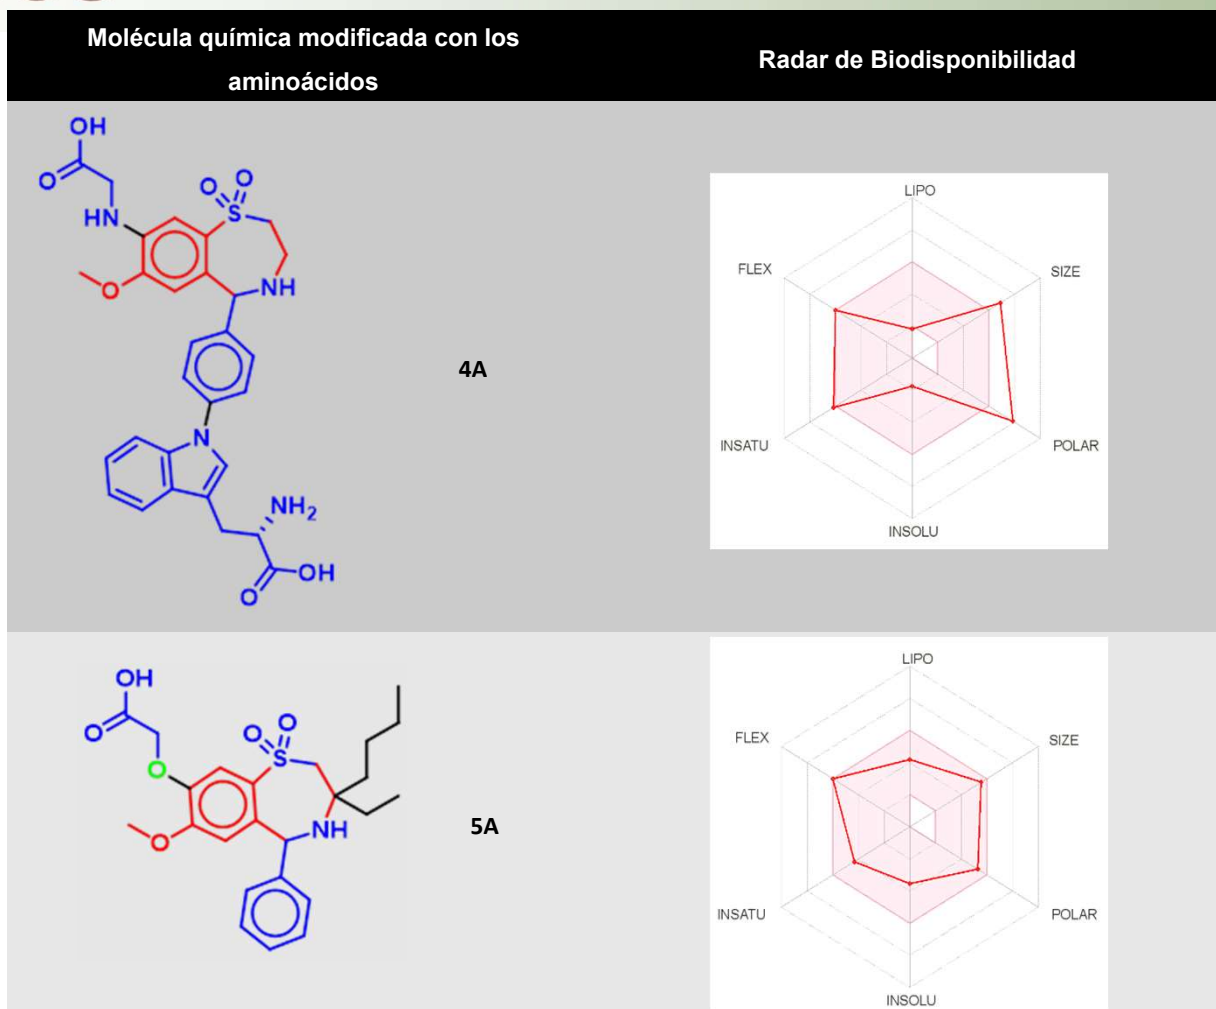 Molécula química modificada con los
aminoácidos
Radar de Biodisponibilidad
OH
O
HN
O
O O
S
NH
N
NH2
OH
O
4A
LIPO
FLEX
SIZE
INSATU
POLAR
INSOLU
OH
O
O
O
O O
S
NH
5A
LIPO
FLEX
SIZE
INSATU
POLAR
INSOLU